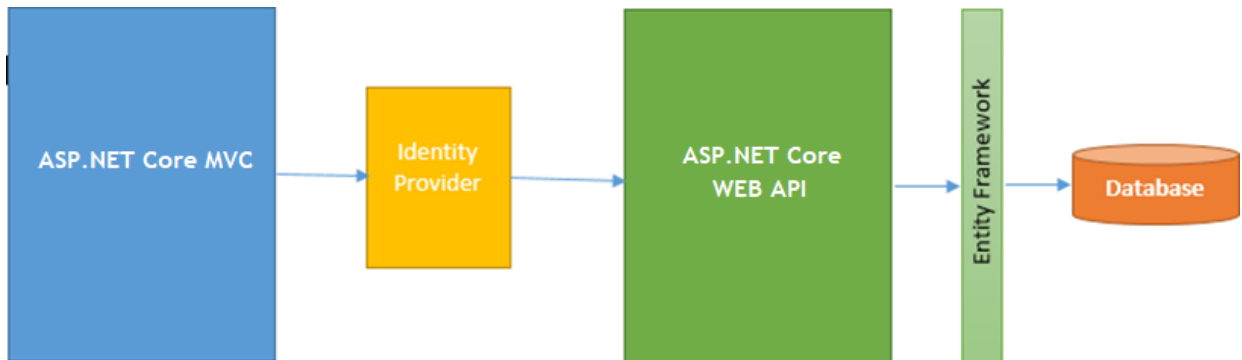 ASP.NET Core MVC
Identity
Provider
ASP.NET Core
WEB API
Entity Framework
Database